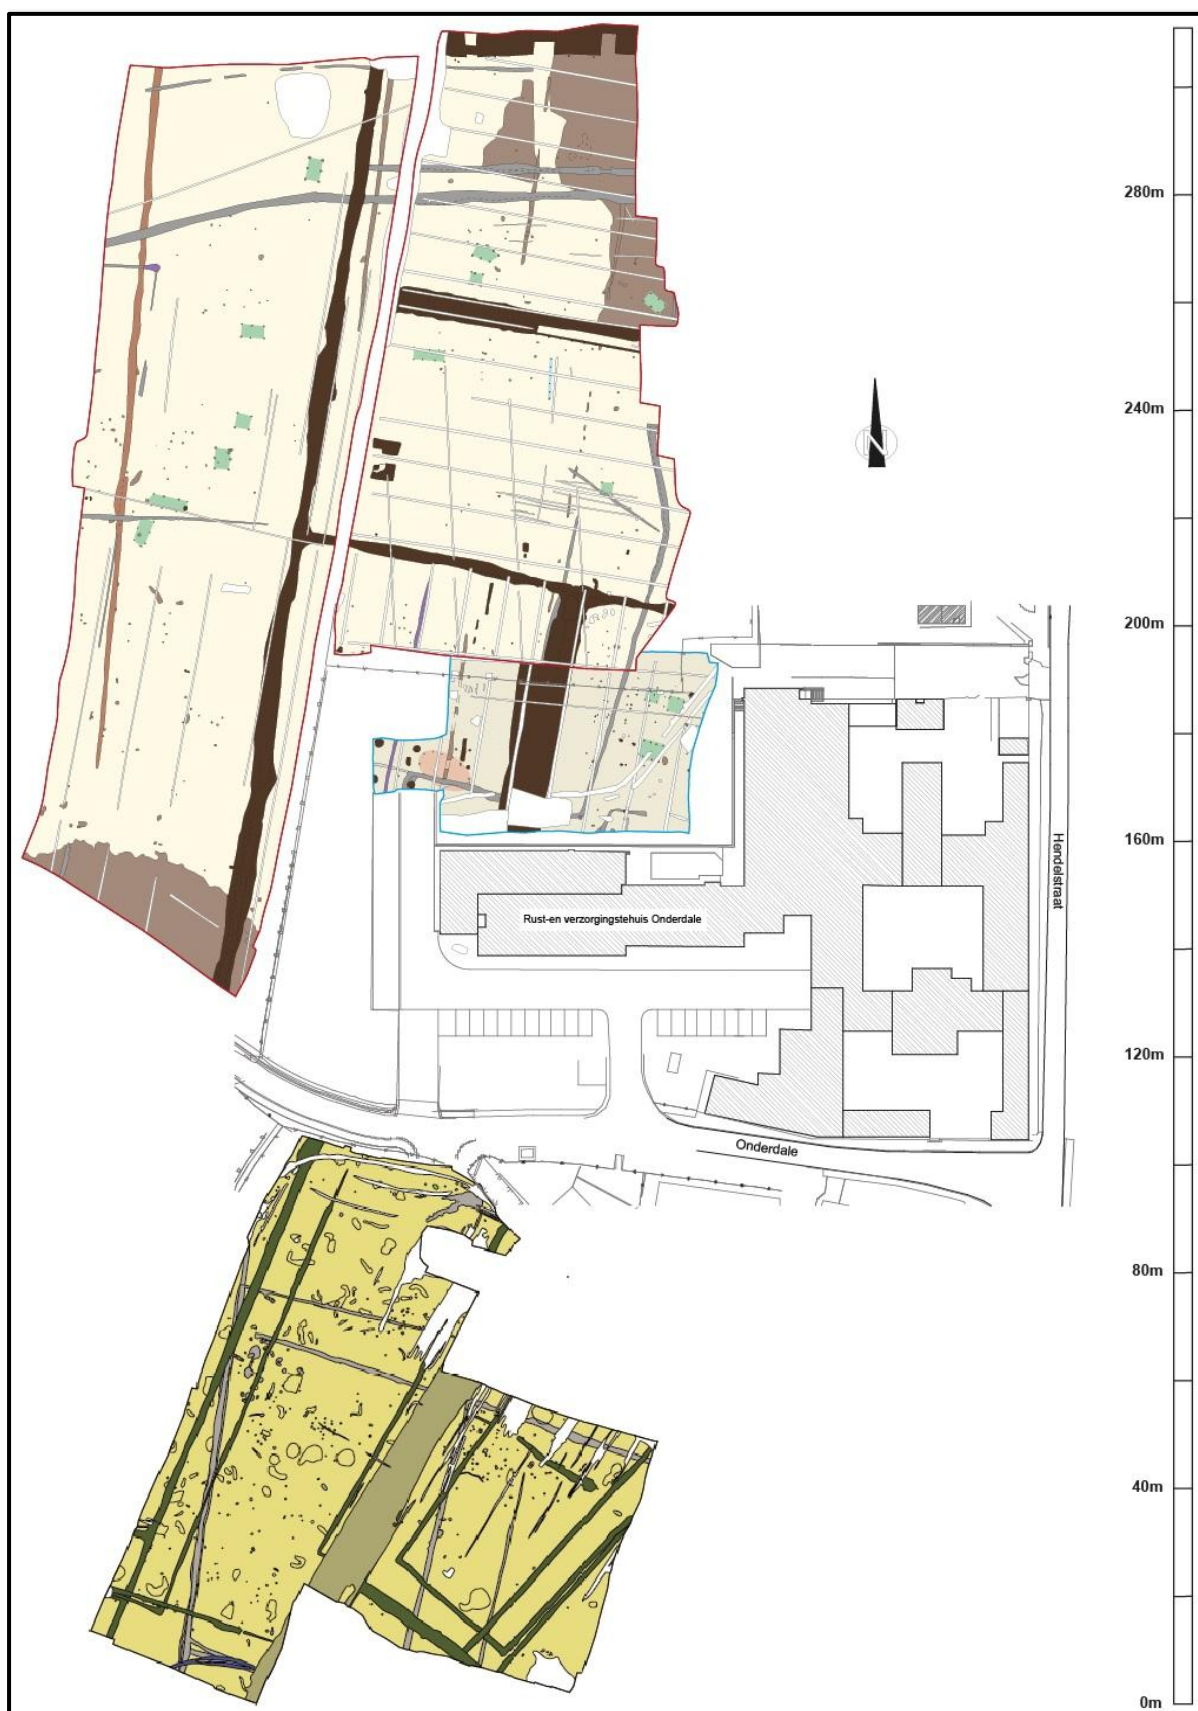 280m
240m
N
200m
160m
Hendelstraat
Rust-en verzorgingstehuis Onderdale
120m
Onderdale
80m
40m
0m